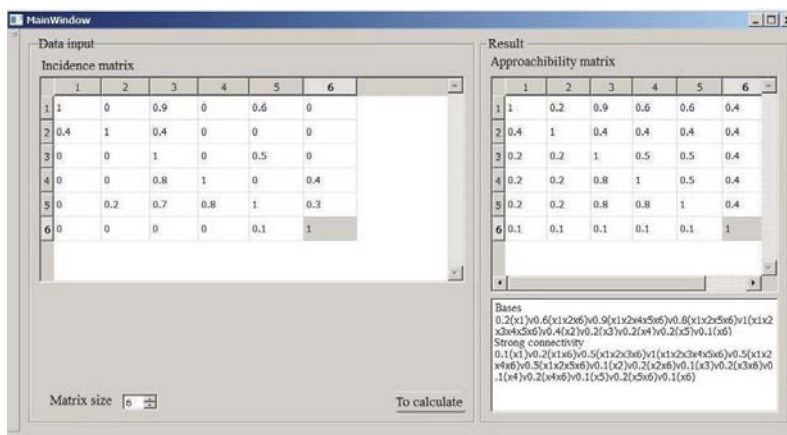 MainWindow
Data input
Incidence matrix
1 2 3 4 5 6
1 1 0 0.9 0 0.6 0
2 0.4 1 0.4 0 0 0
3 0 0 1 0 0.5 0
4 0 0 0.8 1 0 0.4
5 0 0.2 0.7 0.8 1 0.3
6 0 0 0 0 0.1 1
Matrix size 6
To calculate
Result
Approachibility matrix
1 2 3 4 5 6
1 1 0.2 0.9 0.6 0.6 0.4
2 0.4 1 0.4 0.4 0.4 0.4
3 0.2 0.2 1 0.5 0.5 0.4
4 0.2 0.2 0.8 1 0.5 0.4
5 0.2 0.2 0.8 0.8 1 0.4
6 0.1 0.1 0.1 0.1 0.1 1
Bases
0.2(x1)v0.6(x1x2x6)v0.9(x1x2x4x5x6)v0.8(x1x2x5x6)v1(x1x2
x3x4x5x6)v0.4(x2)v0.2(x3)v0.2(x4)v0.2(x5)v0.1(x6)
Strong connectivity
0.1(x1)v0.2(x1x6)v0.5(x1x2x3x6)v1(x1x2x3x4x5x6)v0.5(x1x2
x4x6)v0.5(x1x2x5x6)v0.1(x2)v0.2(x2x6)v0.1(x3)v0.2(x3x6)v0
.1(x4)v0.2(x4x6)v0.1(x5)v0.2(x5x6)v0.1(x6)